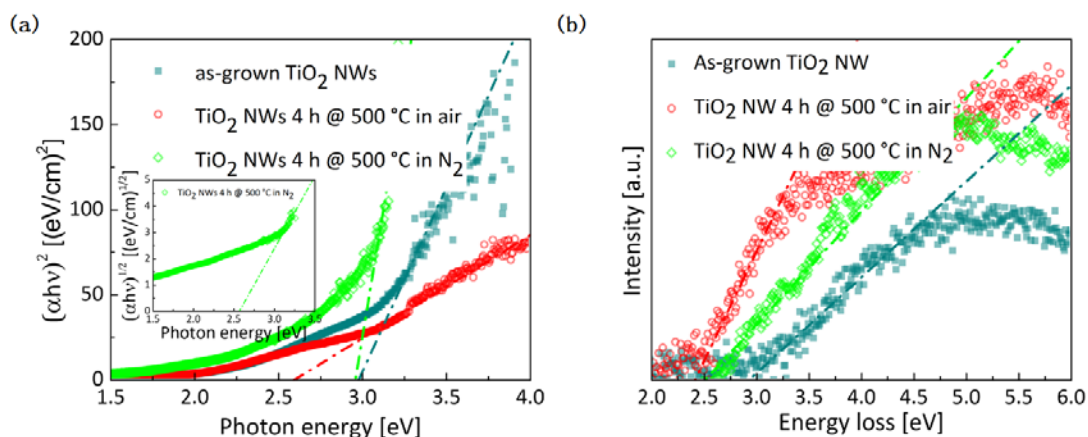 (a)
200
150
100
50
0
(αhν)² [(eV/cm)²]
as-grown TiO₂ NWs
TiO₂ NWs 4 h @ 500 °C in air
TiO₂ NWs 4 h @ 500 °C in N₂
5
4
3
2
1
0
(αhν)^1/2 [(eV/cm)^1/2]
TiO₂ NWs 4h @ 500 °C in N₂
1.5 2.0 2.5 3.0 3.5
Photon energy [eV]
1.5 2.0 2.5 3.0 3.5 4.0
Photon energy [eV]
(b)
Intensity [a.u.]
As-grown TiO₂ NW
TiO₂ NW 4 h @ 500 °C in air
TiO₂ NW 4 h @ 500 °C in N₂
2.0 2.5 3.0 3.5 4.0 4.5 5.0 5.5 6.0
Energy loss [eV]